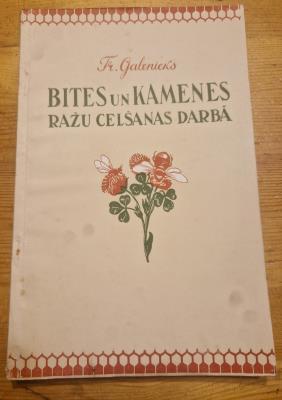 Fr. Galenieks
BITES UN KAMENES
RAŽU CELŠANAS DARBĀ